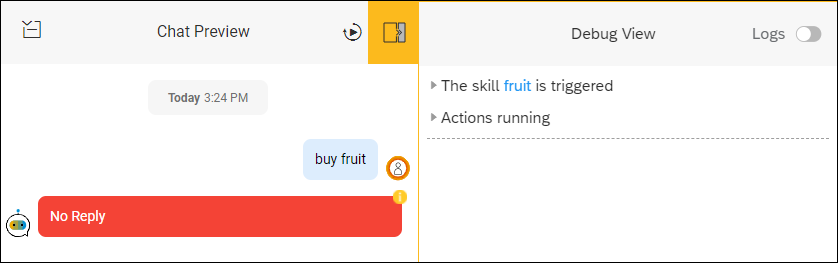 Chat Preview
Debug View
Logs
Today 3:24 PM
buy fruit
No Reply
The skill fruit is triggered
Actions running